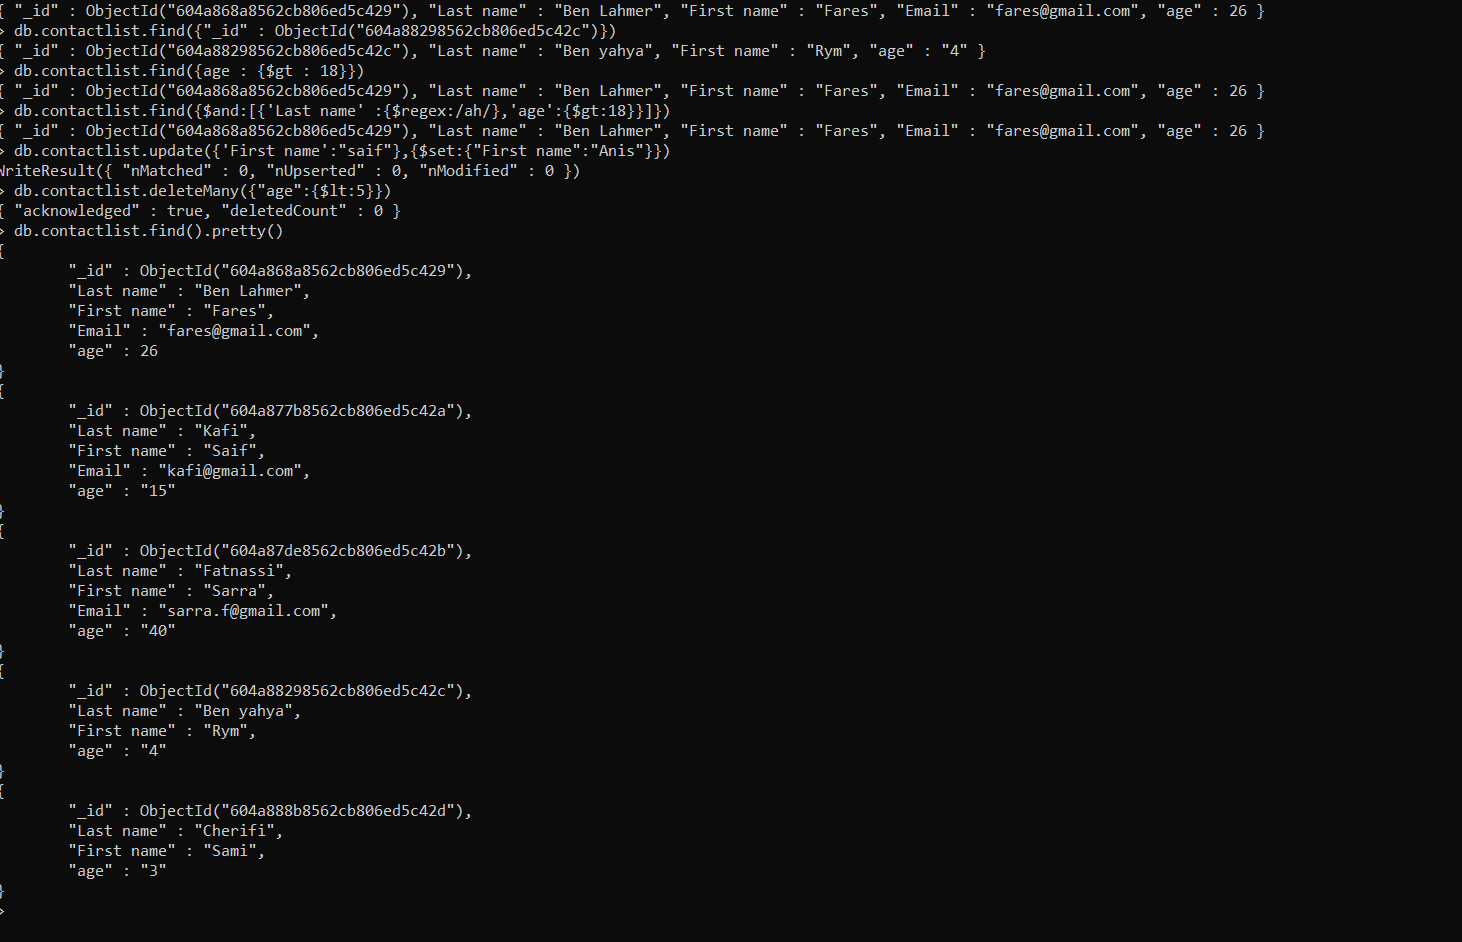 { "_id" : ObjectId("604a868a8562cb806ed5c429"), "Last name" : "Ben Lahmer", "First name" : "Fares", "Email" : "fares@gmail.com", "age" : 26 }
> db.contactlist.find({"_id" : ObjectId("604a88298562cb806ed5c42c")})
{ "_id" : ObjectId("604a88298562cb806ed5c42c"), "Last name" : "Ben yahya", "First name" : "Rym", "age" : "4" }
> db.contactlist.find({age : {$gt : 18}})
{ "_id" : ObjectId("604a868a8562cb806ed5c429"), "Last name" : "Ben Lahmer", "First name" : "Fares", "Email" : "fares@gmail.com", "age" : 26 }
> db.contactlist.find({$and:[{'Last name' :{$regex:/ah/},'age':{$gt:18}}]})
{ "_id" : ObjectId("604a868a8562cb806ed5c429"), "Last name" : "Ben Lahmer", "First name" : "Fares", "Email" : "fares@gmail.com", "age" : 26 }
> db.contactlist.update({'First name':"saif"},{$set:{"First name":"Anis"}})
WriteResult({ "nMatched" : 0, "nUpserted" : 0, "nModified" : 0 })
> db.contactlist.deleteMany({"age":{$lt:5}})
{ "acknowledged" : true, "deletedCount" : 0 }
> db.contactlist.find().pretty()
{
"_id" : ObjectId("604a868a8562cb806ed5c429"),
"Last name" : "Ben Lahmer",
"First name" : "Fares",
"Email" : "fares@gmail.com",
"age" : 26
}
{
"_id" : ObjectId("604a877b8562cb806ed5c42a"),
"Last name" : "Kafi",
"First name" : "Saif",
"Email" : "kafi@gmail.com",
"age" : "15"
}
{
"_id" : ObjectId("604a87de8562cb806ed5c42b"),
"Last name" : "Fatnassi",
"First name" : "Sarra",
"Email" : "sarra.f@gmail.com",
"age" : "40"
}
{
"_id" : ObjectId("604a88298562cb806ed5c42c"),
"Last name" : "Ben yahya",
"First name" : "Rym",
"age" : "4"
}
{
"_id" : ObjectId("604a888b8562cb806ed5c42d"),
"Last name" : "Cherifi",
"First name" : "Sami",
"age" : "3"
}
>